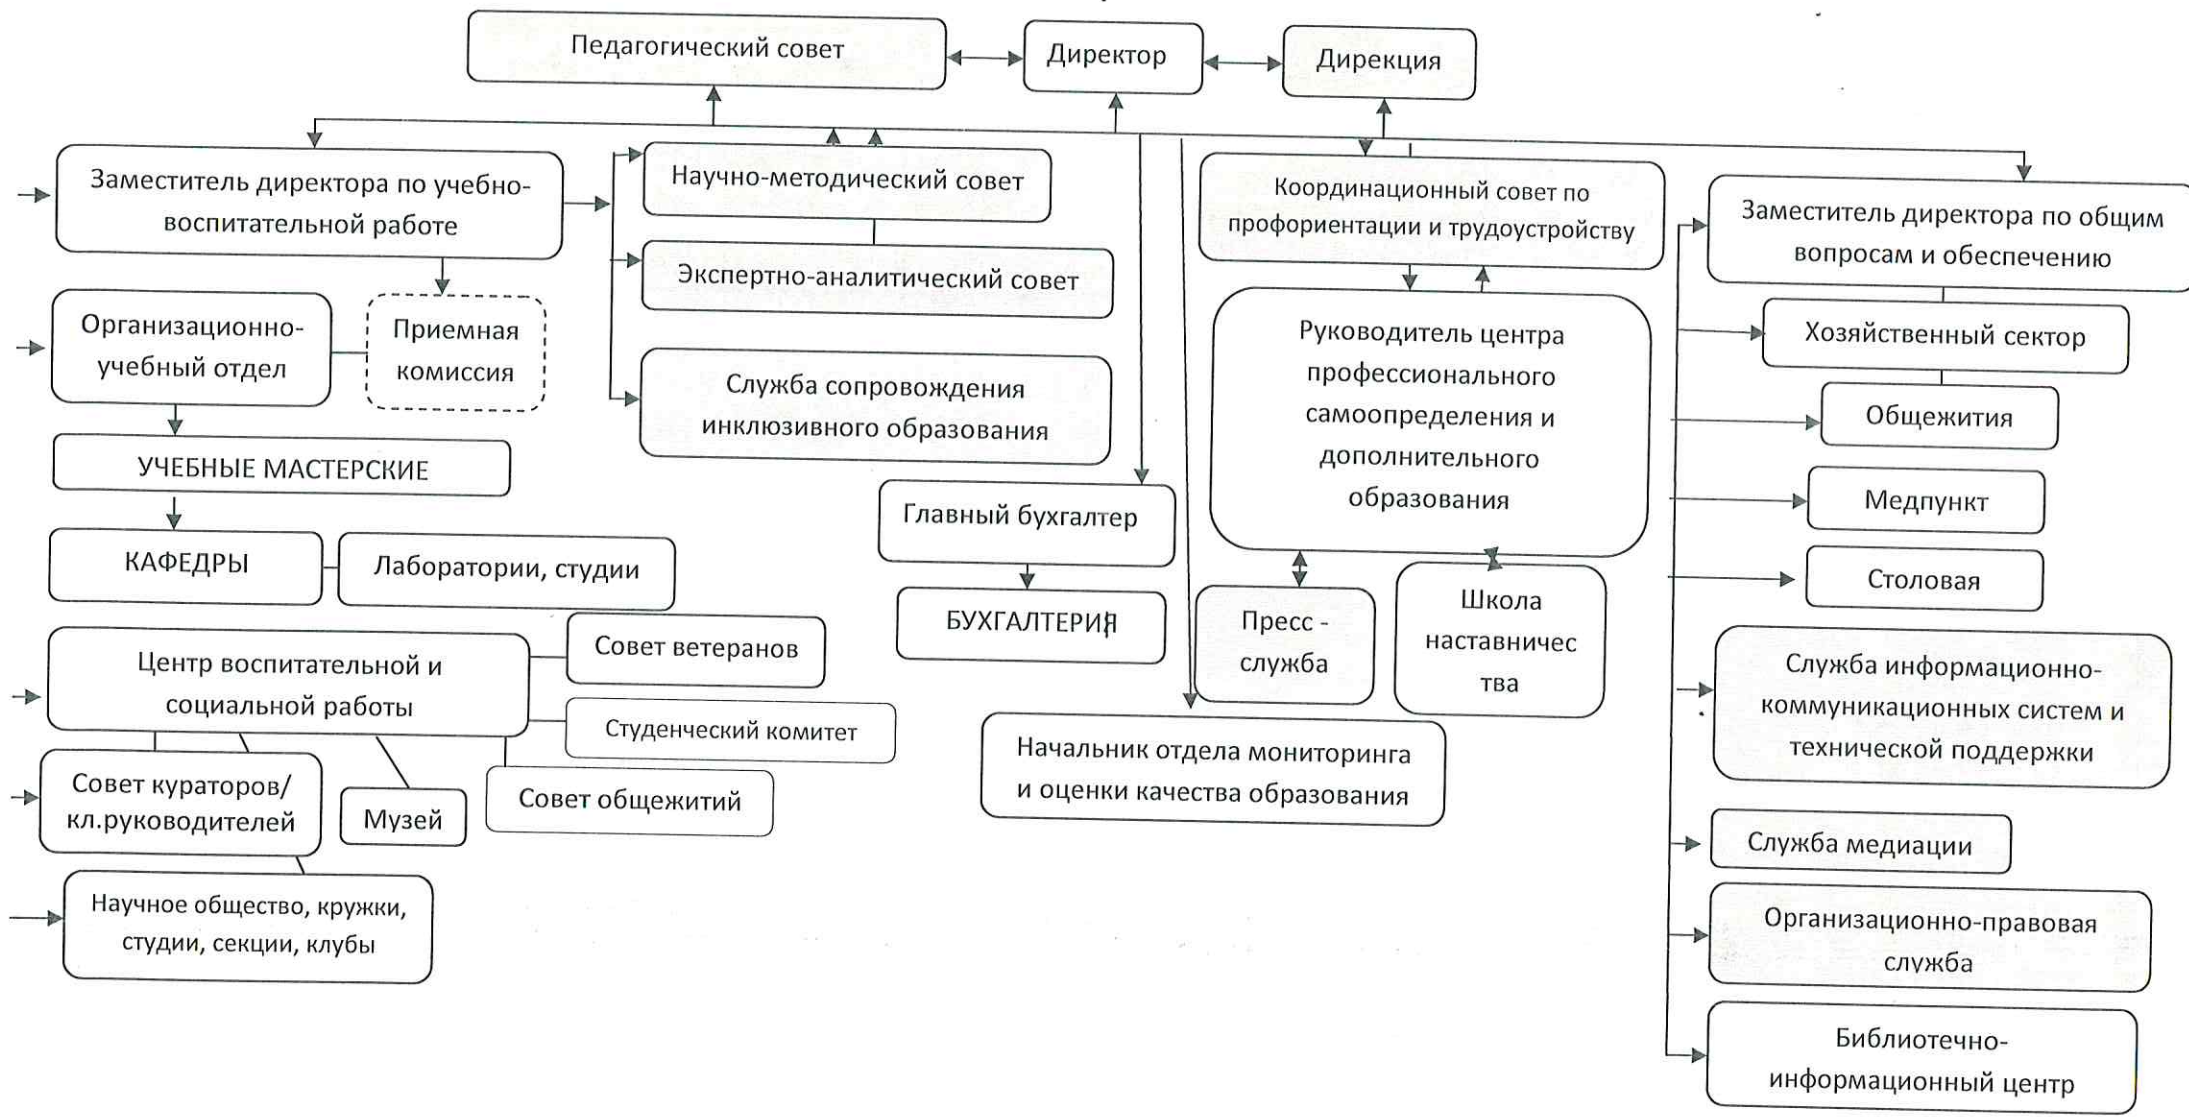 Педагогический совет
Директор
Дирекция
Заместитель директора по учебно-
воспитательной работе
Научно-методический совет
Координационный совет по
профориентации и трудоустройству
Заместитель директора по общим
вопросам и обеспечению
Экспертно-аналитический совет
Организационно-
учебный отдел
Приемная
комиссия
Служба сопровождения
инклюзивного образования
Руководитель центра
профессионального
самоопределения и
дополнительного
образования
Хозяйственный сектор
Общежития
УЧЕБНЫЕ МАСТЕРСКИЕ
Медпункт
Главный бухгалтер
КАФЕДРЫ
Лаборатории, студии
Столовая
БУХГАЛТЕРИЯ
Пресс -
служба
Школа
наставничес
тва
Центр воспитательной и
социальной работы
Совет ветеранов
Студенческий комитет
Служба информационно-
коммуникационных систем и
технической поддержки
Начальник отдела мониторинга
и оценки качества образования
Совет кураторов/
кл.руководителей
Музей
Совет общежитий
Служба медиации
Научное общество, кружки,
студии, секции, клубы
Организационно-правовая
служба
Библиотечно-
информационный центр